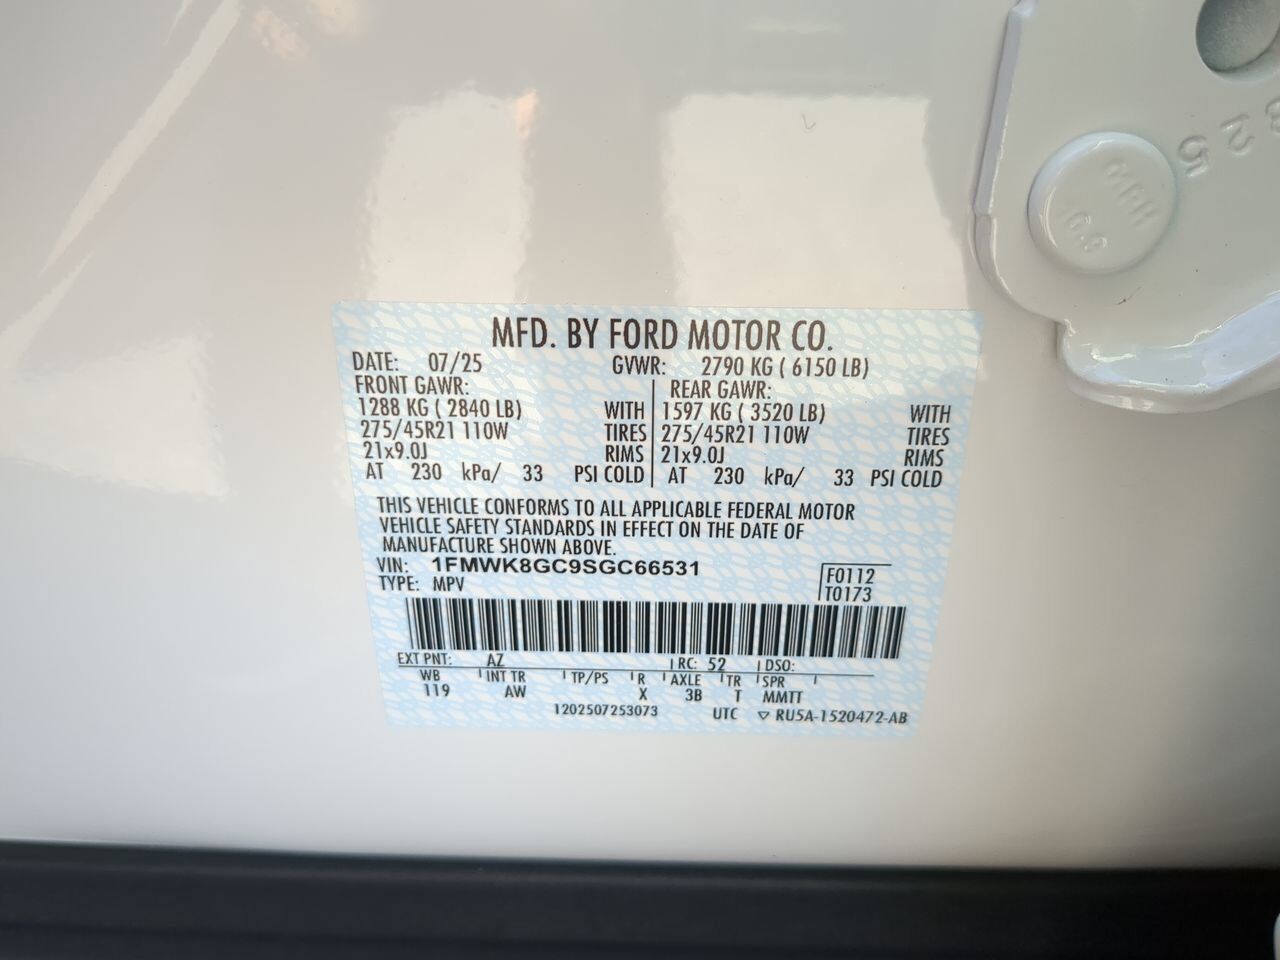 MFD. BY FORD MOTOR CO.
DATE: 07/25 GVWR: 2790 KG ( 6150 LB)
FRONT GAWR: REAR GAWR:
1288 KG ( 2840 LB) WITH 1597 KG ( 3520 LB) WITH
275/45R21 110W TIRES 275/45R21 110W TIRES
21x9.0J RIMS 21x9.0J RIMS
AT 230 kPa/ 33 PSI COLD AT 230 kPa/ 33 PSI COLD
THIS VEHICLE CONFORMS TO ALL APPLICABLE FEDERAL MOTOR
VEHICLE SAFETY STANDARDS IN EFFECT ON THE DATE OF
MANUFACTURE SHOWN ABOVE.
VIN: 1FMWK8GC9SGC66531 F0112
TYPE: MPV T0173
EXT PNT: AZ RC: 52 DSO:
WB INT TR TP/PS R AXLE TR SPR
119 AW X 3B T MMTT
1202507253073 UTC ▽ RU5A-1520472-AB
MRH
10.9
5 2